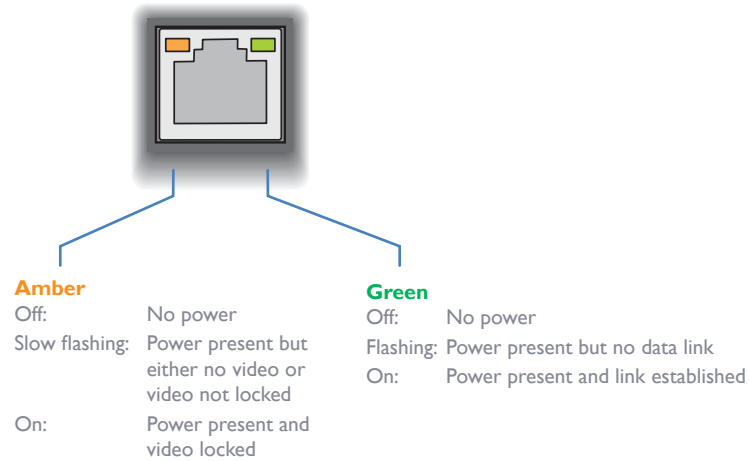 Amber
Off: No power
Slow flashing: Power present but
either no video or
video not locked
On: Power present and
video locked
Green
Off: No power
Flashing: Power present but no data link
On: Power present and link established